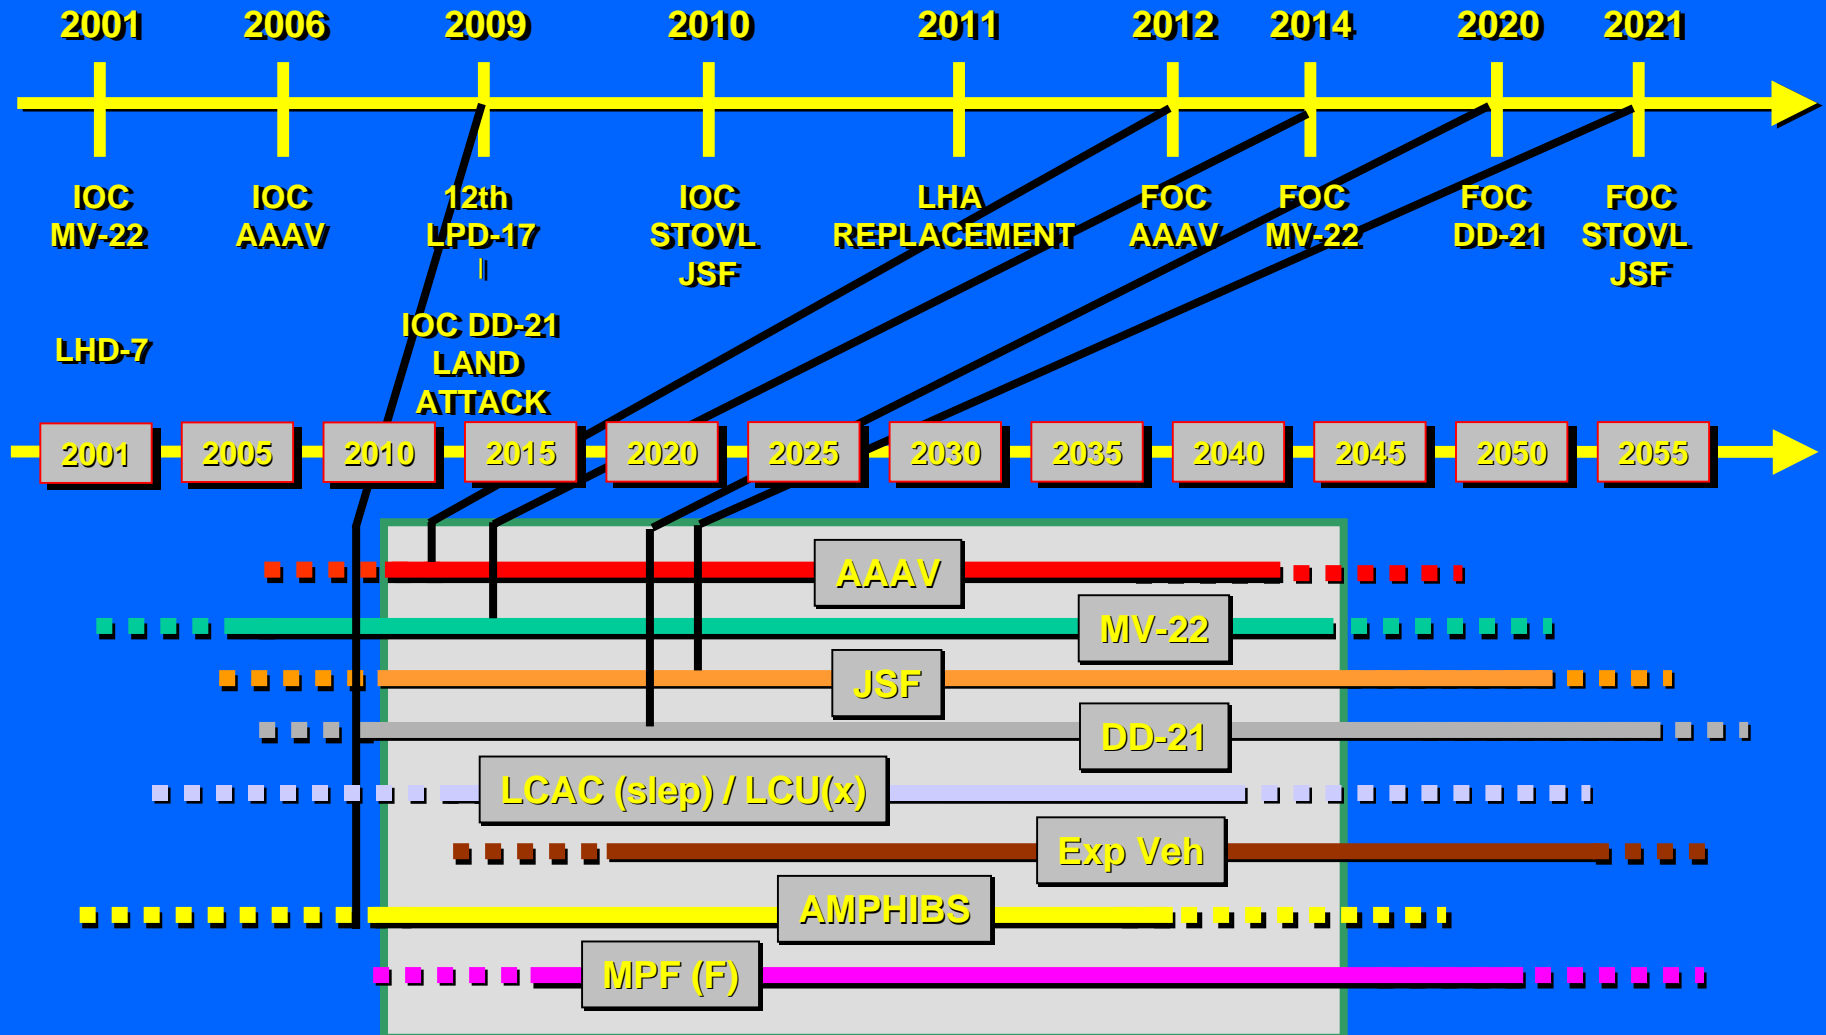 2001 2006 2009 2010 2011 2012 2014 2020 2021
IOC
MV-22
IOC
AAAV
12th
LPD-17
IOC
STOVL
JSF
LHA
REPLACEMENT
FOC
AAAV
FOC
MV-22
FOC
DD-21
FOC
STOVL
JSF
LHD-7
IOC DD-21
LAND
ATTACK
2001 2005 2010 2015 2020 2025 2030 2035 2040 2045 2050 2055
AAAV
MV-22
JSF
DD-21
LCAC (slep) / LCU(x)
Exp Veh
AMPHIBS
MPF (F)